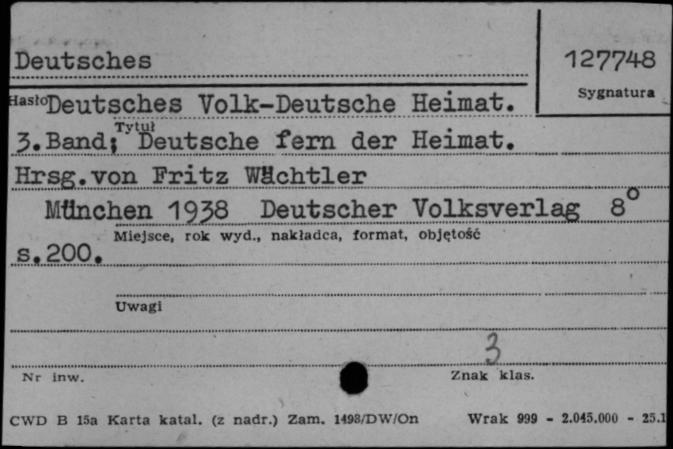 Deutsches
127748
Sygnatura
Hasło Deutsches Volk-Deutsche Heimat.
Tytuł
3.Band; Deutsche fern der Heimat.
Hrsg.von Fritz Wächtler
München 1938 Deutscher Volksverlag 8°
Miejsce, rok wyd., nakładca, format, objętość
s.200.
Uwagi
3
Nr inw.
Znak klas.
CWD B 15a Karta katal. (z nadr.) Zam. 1498/DW/On Wrak 999 - 2.045.000 - 25.1